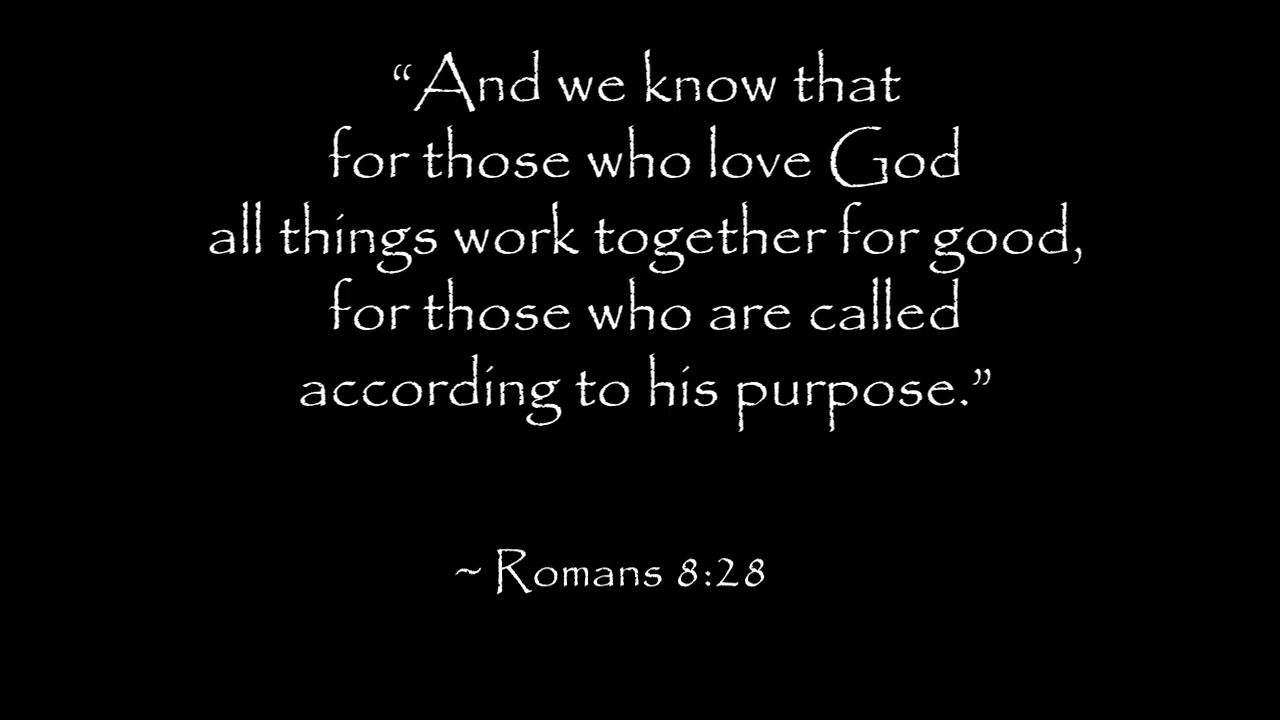 “And we know that
for those who love God
all things work together for good,
for those who are called
according to his purpose.”
~ Romans 8:28